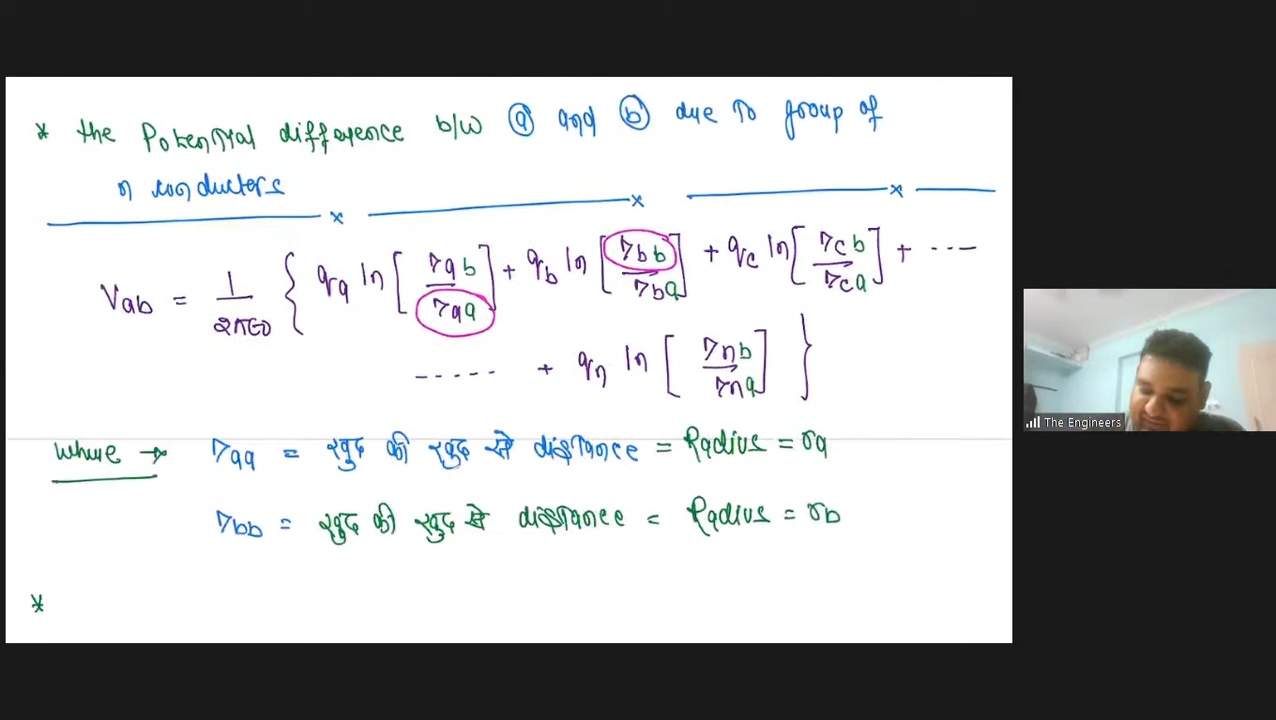 * the Potential difference b/w ⓐ and ⓑ due to group of
n conductors
Vab = 1/2πε0 { qa ln [ rab / raa ] + qb ln [ rbb / rba ] + qc ln [ rcb / rca ] + ----
----- + qn ln [ rnb / rna ] }
where → raa = खुद की खुद से distance = Radius = ra
rbb = खुद की खुद से distance = Radius = rb
*
The Engineers